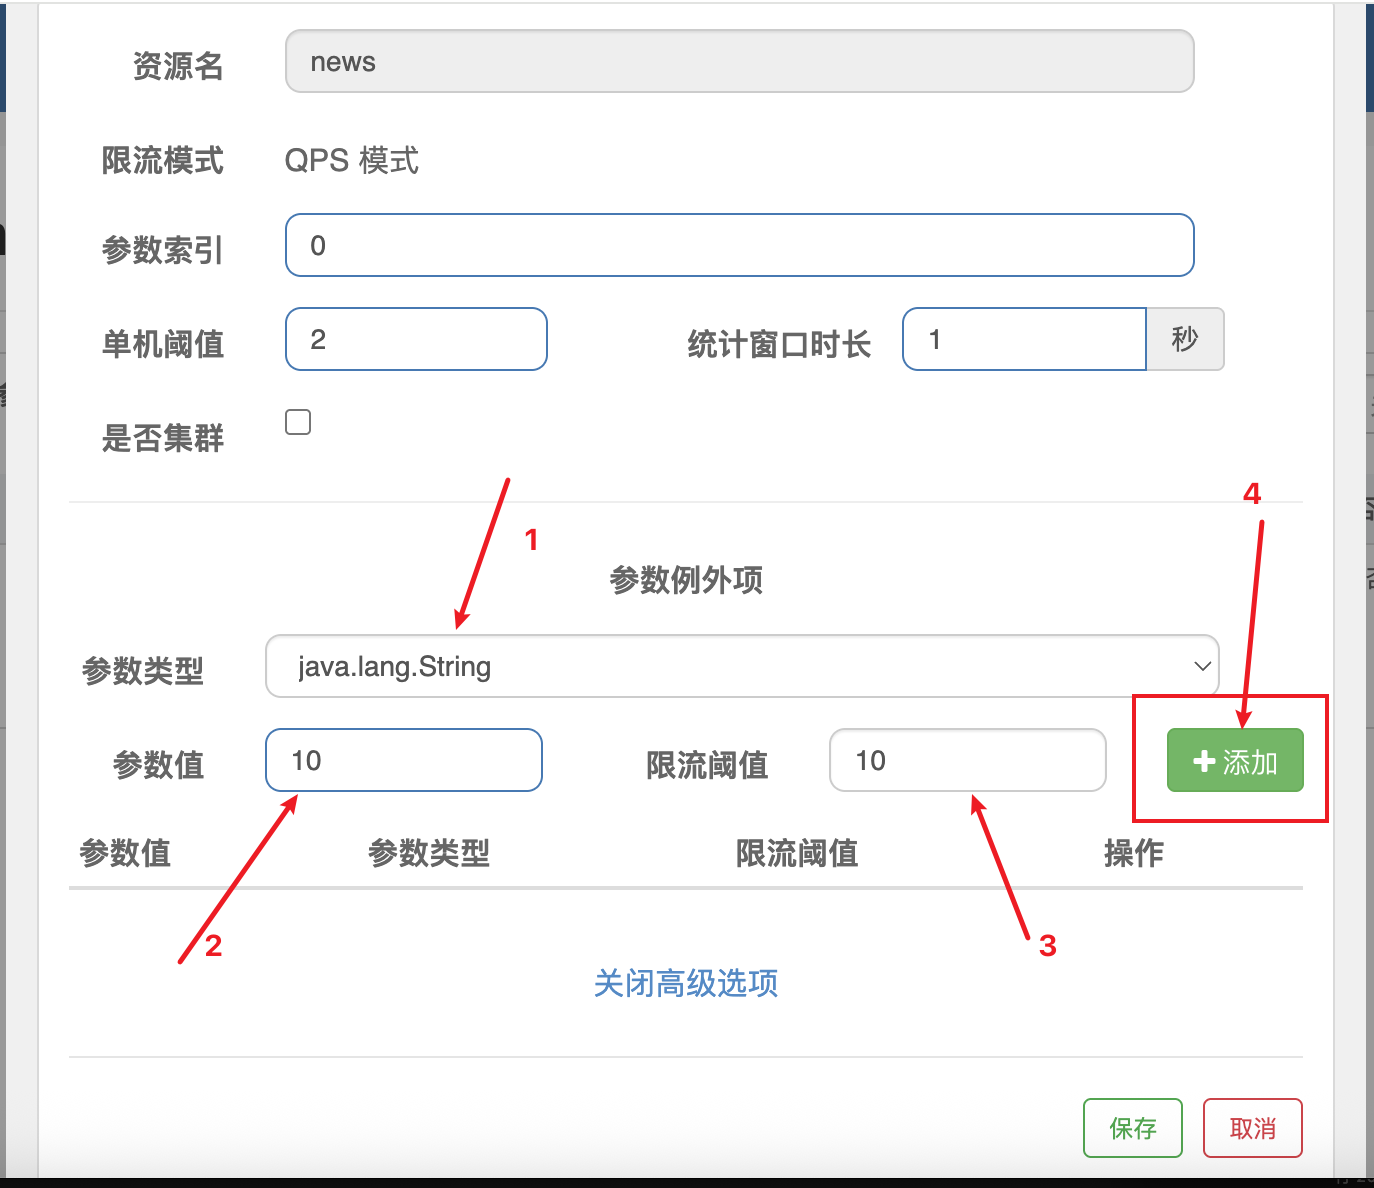 资源名 news
限流模式 QPS 模式
参数索引 0
单机阈值 2 统计窗口时长 1 秒
是否集群
4
1
参数例外项
参数类型 java.lang.String
参数值 10 限流阈值 10 添加
参数值 参数类型 限流阈值 操作
2 3
关闭高级选项
保存 取消